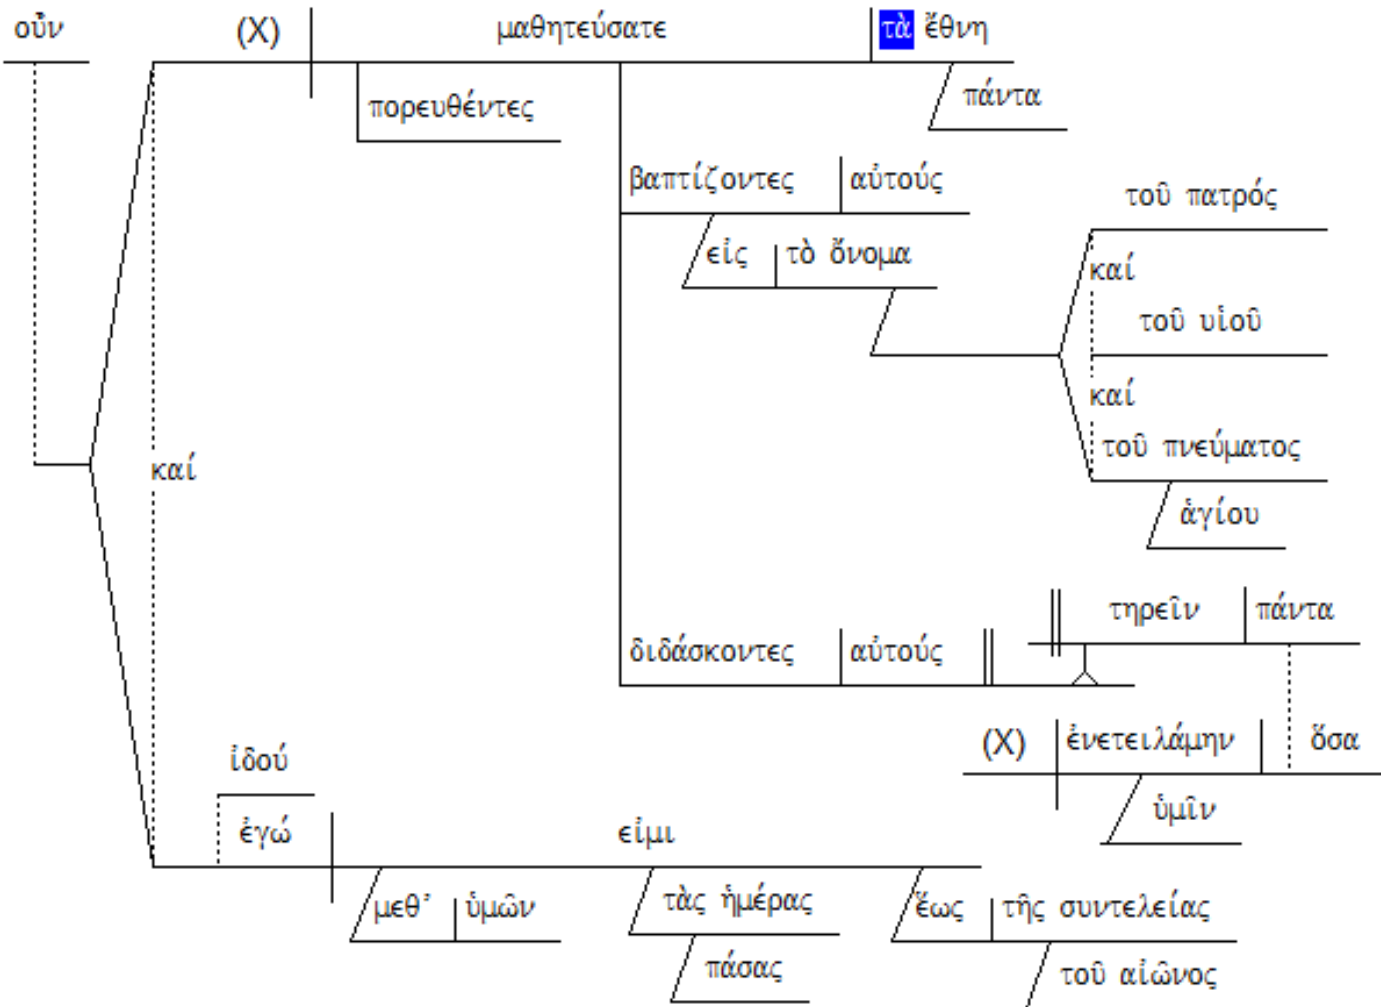 οὖν (X) μαθητεύσατε τὰ ἔθνη
πορευθέντες πάντα
βαπτίζοντες αὐτούς τοῦ πατρός
εἰς τὸ ὄνομα καί
τοῦ υἱοῦ
καί
καί τοῦ πνεύματος
ἁγίου
τηρεῖν πάντα
διδάσκοντες αὐτούς
(X) ἐνετειλάμην ὅσα
ἰδού
ὑμῖν
ἐγώ εἰμι
μεθ’ ὑμῶν τὰς ἡμέρας ἕως τῆς συντελείας
πάσας τοῦ αἰῶνος